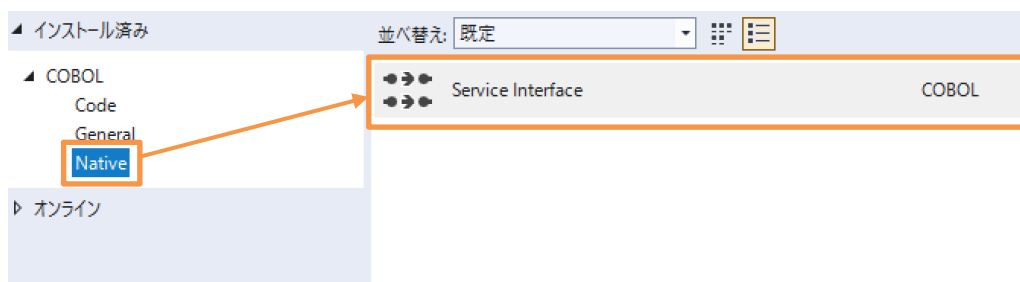 インストール済み
COBOL
Code
General
Native
オンライン
並べ替え: 既定
Service Interface COBOL